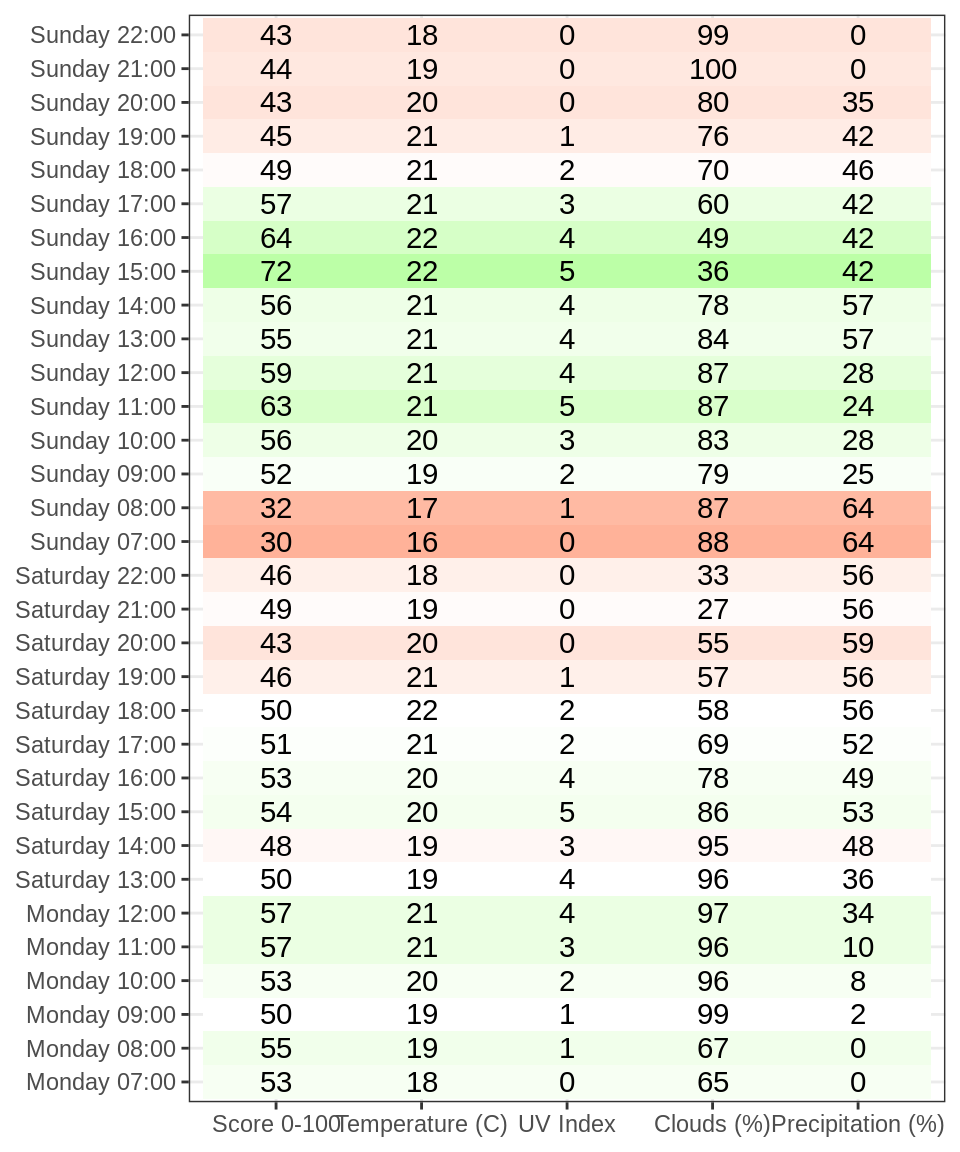 Sunday 22:00 43 18 0 99 0
Sunday 21:00 44 19 0 100 0
Sunday 20:00 43 20 0 80 35
Sunday 19:00 45 21 1 76 42
Sunday 18:00 49 21 2 70 46
Sunday 17:00 57 21 3 60 42
Sunday 16:00 64 22 4 49 42
Sunday 15:00 72 22 5 36 42
Sunday 14:00 56 21 4 78 57
Sunday 13:00 55 21 4 84 57
Sunday 12:00 59 21 4 87 28
Sunday 11:00 63 21 5 87 24
Sunday 10:00 56 20 3 83 28
Sunday 09:00 52 19 2 79 25
Sunday 08:00 32 17 1 87 64
Sunday 07:00 30 16 0 88 64
Saturday 22:00 46 18 0 33 56
Saturday 21:00 49 19 0 27 56
Saturday 20:00 43 20 0 55 59
Saturday 19:00 46 21 1 57 56
Saturday 18:00 50 22 2 58 56
Saturday 17:00 51 21 2 69 52
Saturday 16:00 53 20 4 78 49
Saturday 15:00 54 20 5 86 53
Saturday 14:00 48 19 3 95 48
Saturday 13:00 50 19 4 96 36
Monday 12:00 57 21 4 97 34
Monday 11:00 57 21 3 96 10
Monday 10:00 53 20 2 96 8
Monday 09:00 50 19 1 99 2
Monday 08:00 55 19 1 67 0
Monday 07:00 53 18 0 65 0
Score 0-100 Temperature (C) UV Index Clouds (%) Precipitation (%)